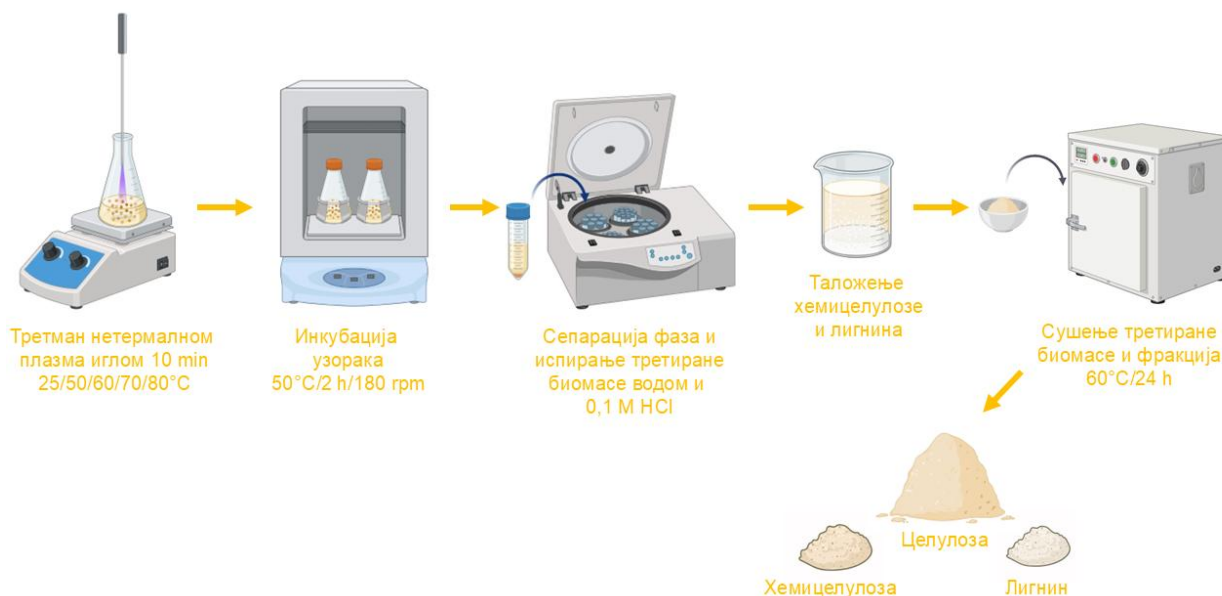 Третман нетермалном
плазма иглом 10 min
25/50/60/70/80°C
Инкубација
узорака
50°C/2 h/180 rpm
Сепарација фаза и
испирање третиране
биомасе водом и
0,1 M HCl
Таложење
хемицелулозе
и лигнина
Сушење третиране
биомасе и фракција
60°C/24 h
Целулоза
Хемицелулоза
Лигнин